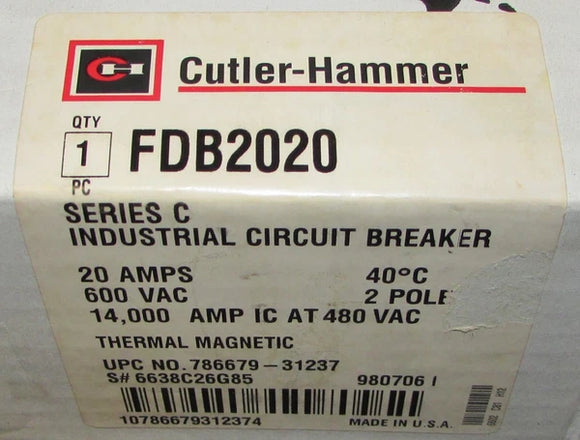 Cutler-Hammer
QTY
1 FDB2020
PC
SERIES C
INDUSTRIAL CIRCUIT BREAKER
20 AMPS 40°C
600 VAC 2 POLE
14,000 AMP IC AT 480 VAC
THERMAL MAGNETIC
UPC NO. 786679-31237
S# 6638C26G85 980706 I
10786679312374 MADE IN U.S.A.